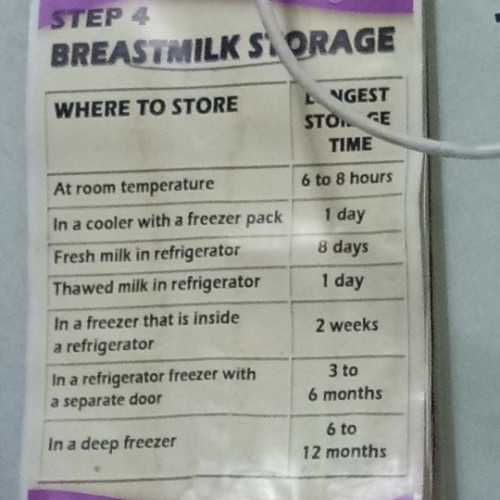 STEP 4
BREASTMILK STORAGE
WHERE TO STORE
LONGEST
STORAGE
TIME
At room temperature
6 to 8 hours
In a cooler with a freezer pack
1 day
Fresh milk in refrigerator
8 days
Thawed milk in refrigerator
1 day
In a freezer that is inside
a refrigerator
2 weeks
In a refrigerator freezer with
a separate door
3 to
6 months
In a deep freezer
6 to
12 months